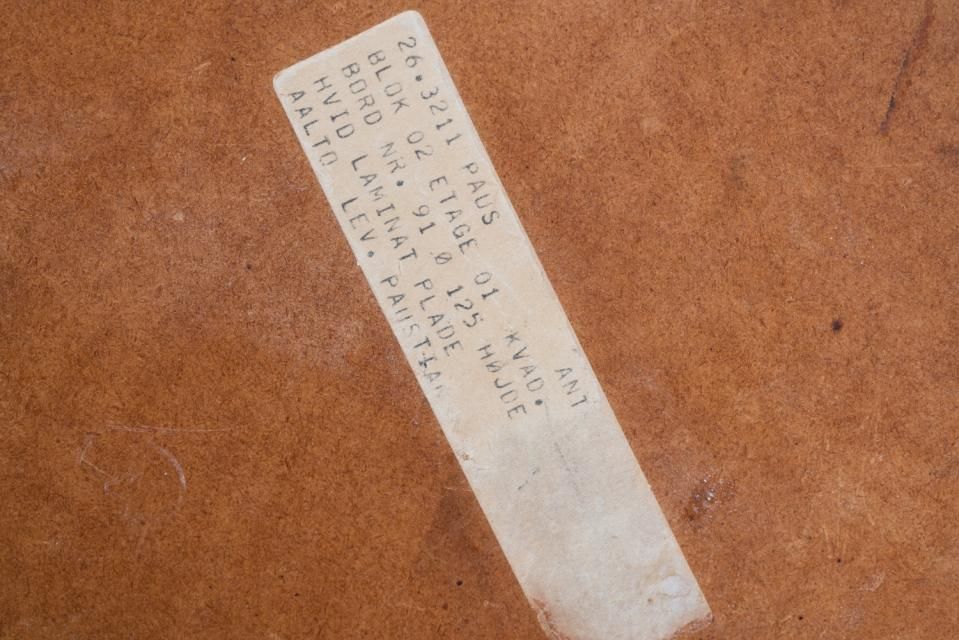 26.3211 PAUS ANT
BLOK 02 ETAGE 01 KVAD.
BORD NR. 91 Ø 125 HØJDE
HVID LAMINAT PLADE
AALTO LEV. PAUSTIAN